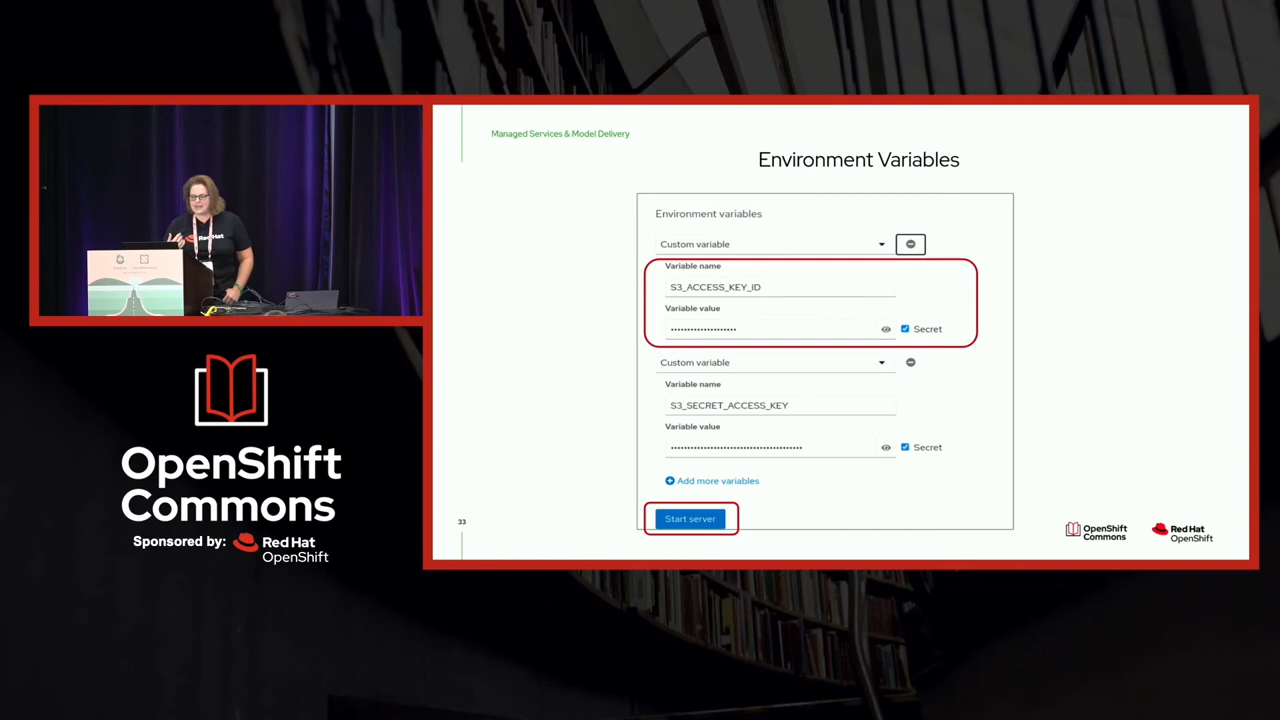 Red Hat
OpenShift
Commons
Sponsored by:
Red Hat
OpenShift
Managed Services & Model Delivery
Environment Variables
Environment variables
Custom variable
Variable name
S3_ACCESS_KEY_ID
Variable value
••••••••••••••••••••
Secret
Custom variable
Variable name
S3_SECRET_ACCESS_KEY
Variable value
••••••••••••••••••••••••••••••••••••••••
Secret
Add more variables
Start server
33
OpenShift
Commons
Red Hat
OpenShift